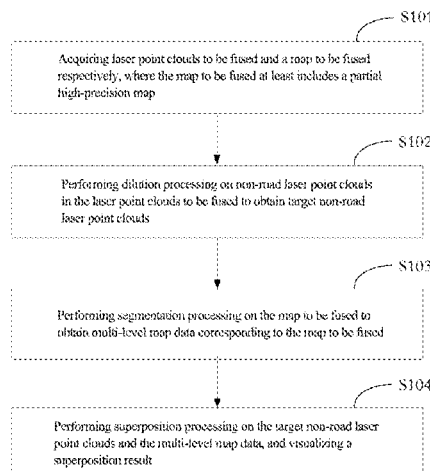 S101
Acquiring laser point clouds to be fused and a map to be fused
respectively, where the map to be fused at least includes a partial
high-precision map
S102
Performing dilution processing on non-road laser point clouds
in the laser point clouds to be fused to obtain target non-road
laser point clouds
S103
Performing segmentation processing on the map to be fused to
obtain multi-level map data corresponding to the map to be fused
S104
Performing superposition processing on the target non-road laser
point clouds and the multi-level map data, and visualizing a
superposition result